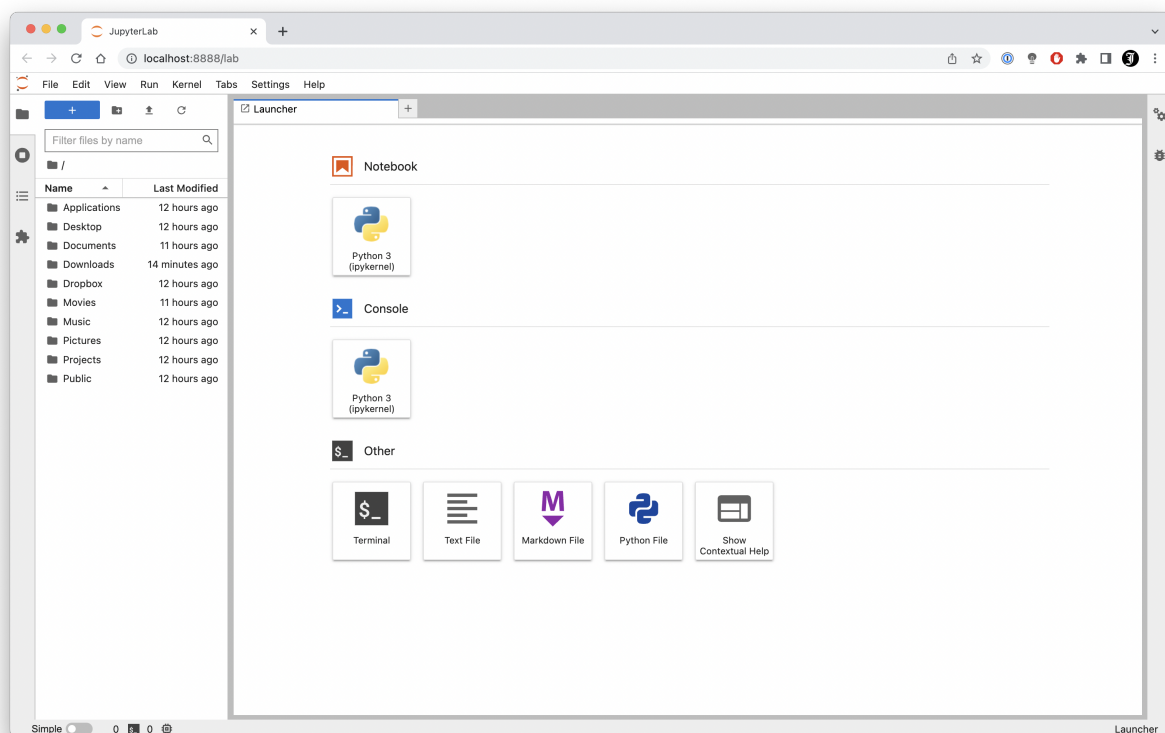 JupyterLab
localhost:8888/lab
File Edit View Run Kernel Tabs Settings Help
+
Filter files by name
/
Name Last Modified
Applications 12 hours ago
Desktop 12 hours ago
Documents 11 hours ago
Downloads 14 minutes ago
Dropbox 12 hours ago
Movies 11 hours ago
Music 12 hours ago
Pictures 12 hours ago
Projects 12 hours ago
Public 12 hours ago
Launcher
Notebook
Python 3
(ipykernel)
Console
Python 3
(ipykernel)
Other
$_
$_
Terminal
Text File
M
Markdown File
Python File
Show
Contextual Help
Simple 0 $_ 0
Launcher